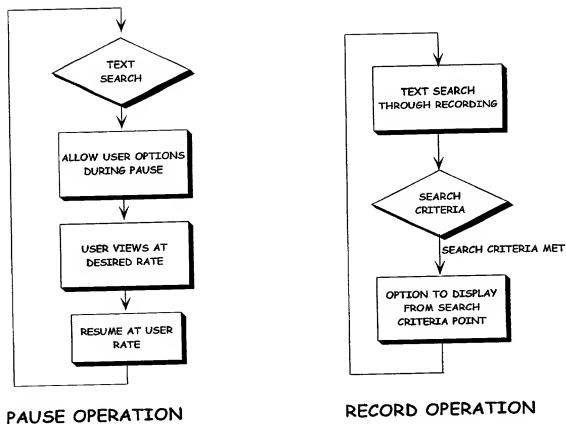 TEXT
SEARCH
ALLOW USER OPTIONS
DURING PAUSE
USER VIEWS AT
DESIRED RATE
RESUME AT USER
RATE
PAUSE OPERATION
TEXT SEARCH
THROUGH RECORDING
SEARCH
CRITERIA
SEARCH CRITERIA MET
OPTION TO DISPLAY
FROM SEARCH
CRITERIA POINT
RECORD OPERATION